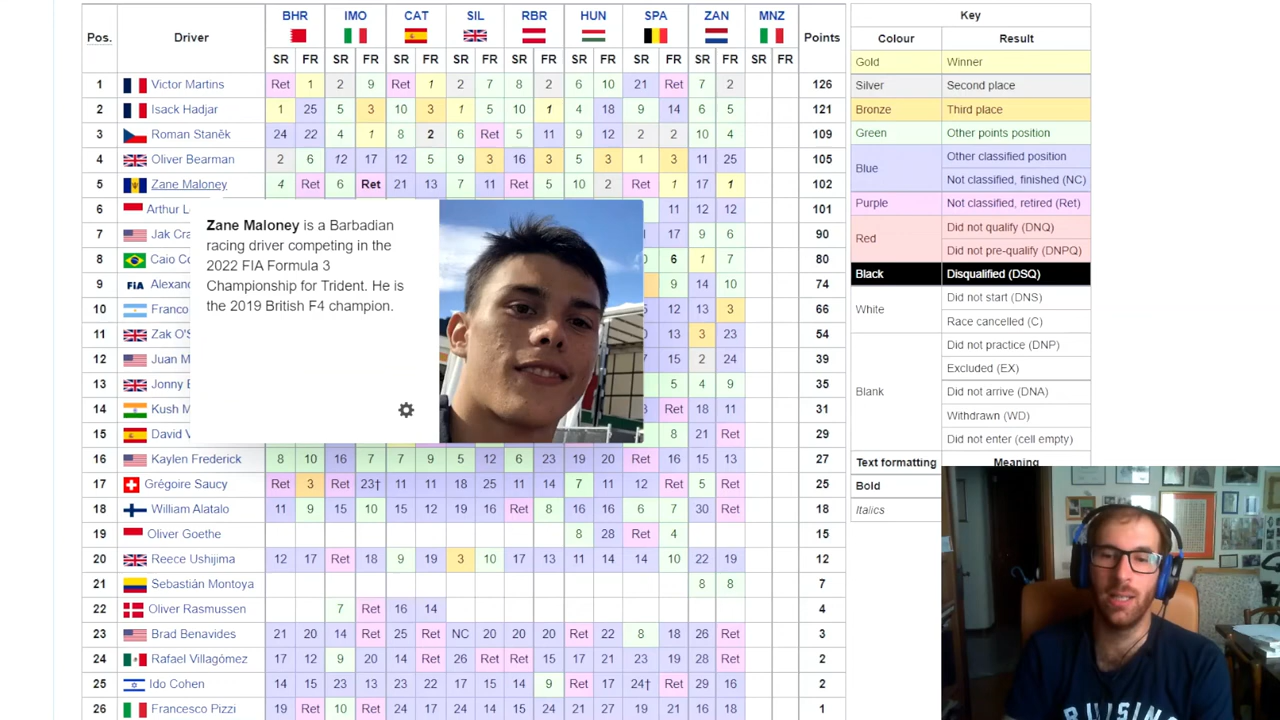 BHR IMO CAT SIL RBR HUN SPA ZAN MNZ
Pos. Driver Points
SR FR SR FR SR FR SR FR SR FR SR FR SR FR SR FR SR FR
1 Victor Martins Ret 1 2 9 Ret 1 2 7 8 2 6 10 21 Ret 7 2 126
2 Isack Hadjar 1 25 5 3 10 3 1 5 10 1 4 18 9 14 6 5 121
3 Roman Staněk 24 22 4 1 8 2 6 Ret 5 11 9 12 2 2 10 4 109
4 Oliver Bearman 2 6 12 17 12 5 9 3 16 3 5 3 1 3 11 25 105
5 Zane Maloney 4 Ret 6 Ret 21 13 7 11 Ret 5 10 2 Ret 1 17 1 102
6 Arthur L 11 12 12 101
7 Jak Cra 17 9 6 90
8 Caio Co 6 1 7 80
9 FiA Alexan 9 14 10 74
10 Franco 12 13 3 66
11 Zak O'S 13 3 23 54
12 Juan M 15 2 24 39
13 Jonny 5 4 9 35
14 Kush M Ret 18 11 31
15 David V 8 21 Ret 29
Zane Maloney is a Barbadian
racing driver competing in the
2022 FIA Formula 3
Championship for Trident. He is
the 2019 British F4 champion.
16 Kaylen Frederick 8 10 16 7 7 9 5 12 6 23 19 20 Ret 16 15 13 27
17 Grégoire Saucy Ret 3 Ret 23† 11 11 18 25 11 14 7 11 12 Ret 5 Ret 25
18 William Alatalo 11 9 15 10 15 12 19 16 Ret 8 16 16 6 7 30 Ret 18
19 Oliver Goethe 8 28 Ret 4 15
20 Reece Ushijima 12 17 Ret 18 9 19 3 10 17 13 11 14 14 10 22 19 12
21 Sebastián Montoya 8 8 7
22 Oliver Rasmussen 7 Ret 16 14 4
23 Brad Benavides 21 20 14 Ret 25 Ret NC 20 20 20 Ret 22 8 18 26 Ret 3
24 Rafael Villagómez 17 12 9 20 14 Ret 26 Ret Ret 15 17 21 23 19 28 Ret 2
25 Ido Cohen 14 15 23 13 23 22 17 15 14 9 Ret 17 24† Ret 29 16 2
26 Francesco Pizzi 19 Ret 10 Ret 24 17 24 14 15 24 21 27 19 21 16 18 1
Key
Colour Result
Gold Winner
Silver Second place
Bronze Third place
Green Other points position
Blue Other classified position
Not classified, finished (NC)
Purple Not classified, retired (Ret)
Red Did not qualify (DNQ)
Did not pre-qualify (DNPQ)
Black Disqualified (DSQ)
White Did not start (DNS)
Race cancelled (C)
Blank Did not practice (DNP)
Excluded (EX)
Did not arrive (DNA)
Withdrawn (WD)
Did not enter (cell empty)
Text formatting Meaning
Bold
Italics